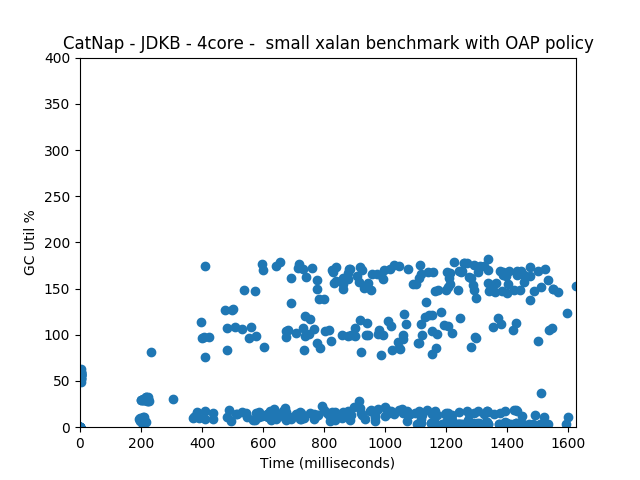 CatNap - JDKB - 4core -  small xalan benchmark with OAP policy
400
350
300
250
200
150
100
50
0
GC Util %
0 200 400 600 800 1000 1200 1400 1600
Time (milliseconds)